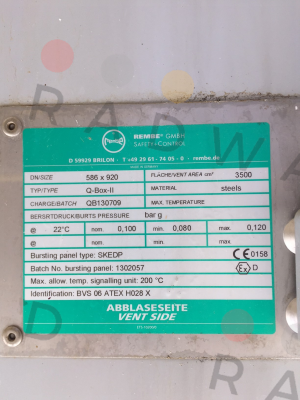 REMBE® GMBH
SAFETY+CONTROL
D 59929 BRILON · T +49 29 61 - 74 05 - 0 · rembe.de
DN/SIZE 586 x 920 FLÄCHE/VENT AREA cm² 3500
TYP/TYPE Q-Box-II MATERIAL steels
CHARGE/BATCH QB130709 MAX. TEMPERATURE
BERSTDRUCK/BURTS PRESSURE bar g
@ 22°C nom. 0,100 min. 0,080 max. 0,120
@ nom. min. max.
Bursting panel type: SKEDP CE 0158
Batch No. bursting panel: 1302057 Ex D
Max. allow. temp. signalling unit: 200 °C
Identification: BVS 06 ATEX H028 X
ABBLASESEITE
VENT SIDE